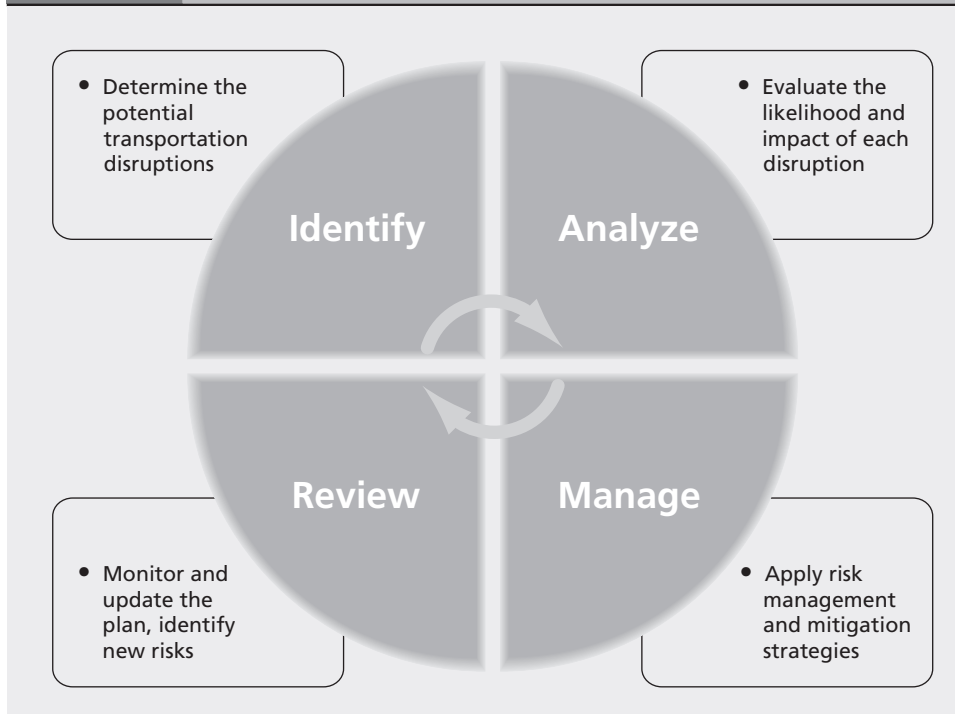 • Determine the
potential
transportation
disruptions
• Evaluate the
likelihood and
impact of each
disruption
Identify
Analyze
Review
Manage
• Monitor and
update the
plan, identify
new risks
• Apply risk
management
and mitigation
strategies